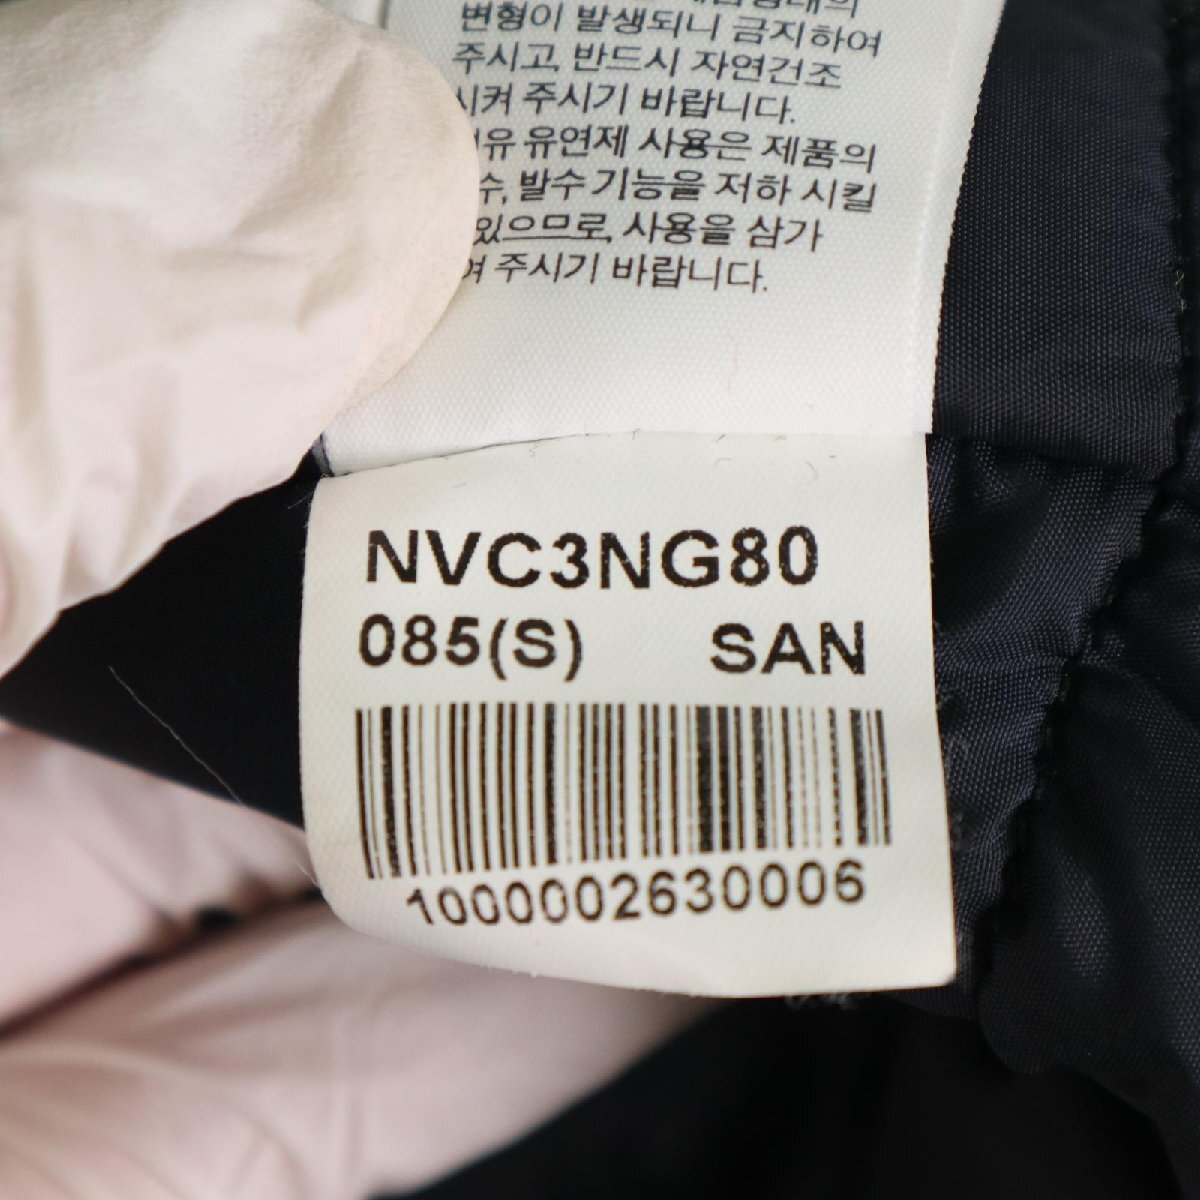 변형이 발생되니 금지하여
주시고, 반드시 자연건조
시켜 주시기 바랍니다.
유 유연제 사용은 제품의
수, 발수 기능을 저하 시킬
있으므로, 사용을 삼가
여 주시기 바랍니다.
NVC3NG80
085(S) SAN
1000002630006